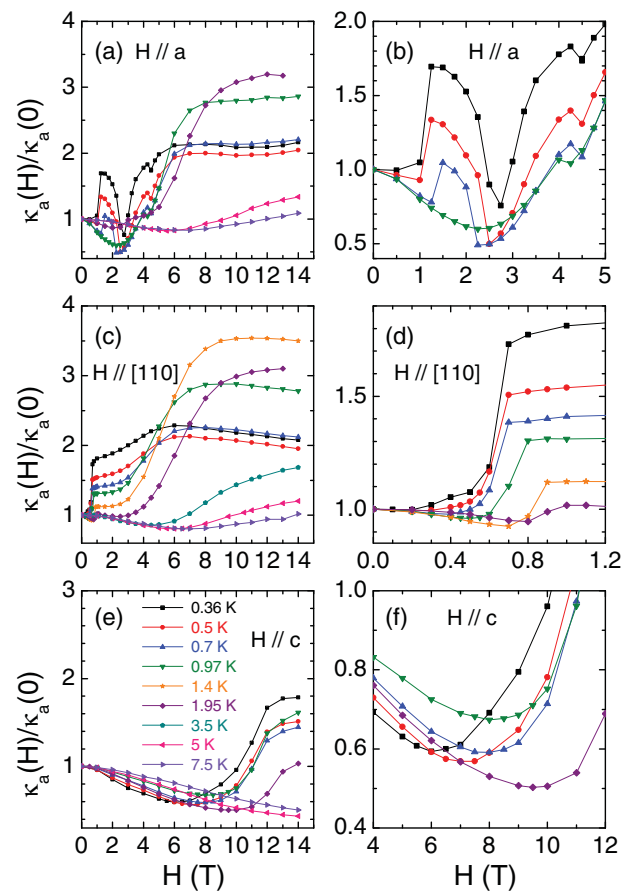 (a) H // a
(b) H // a
κₐ(H)/κₐ(0)
4
3
2
1
0 2 4 6 8 10 12 14
2.0
1.5
1.0
0.5
0 1 2 3 4 5
(c)
H // [110]
(d)
H // [110]
κₐ(H)/κₐ(0)
4
3
2
1
0 2 4 6 8 10 12 14
1.5
1.0
0.0 0.4 0.8 1.2
(e)
H // c
0.36 K
0.5 K
0.7 K
0.97 K
1.4 K
1.95 K
3.5 K
5 K
7.5 K
(f) H // c
κₐ(H)/κₐ(0)
3
2
1
0 2 4 6 8 10 12 14
H (T)
1.0
0.8
0.6
0.4
4 6 8 10 12
H (T)